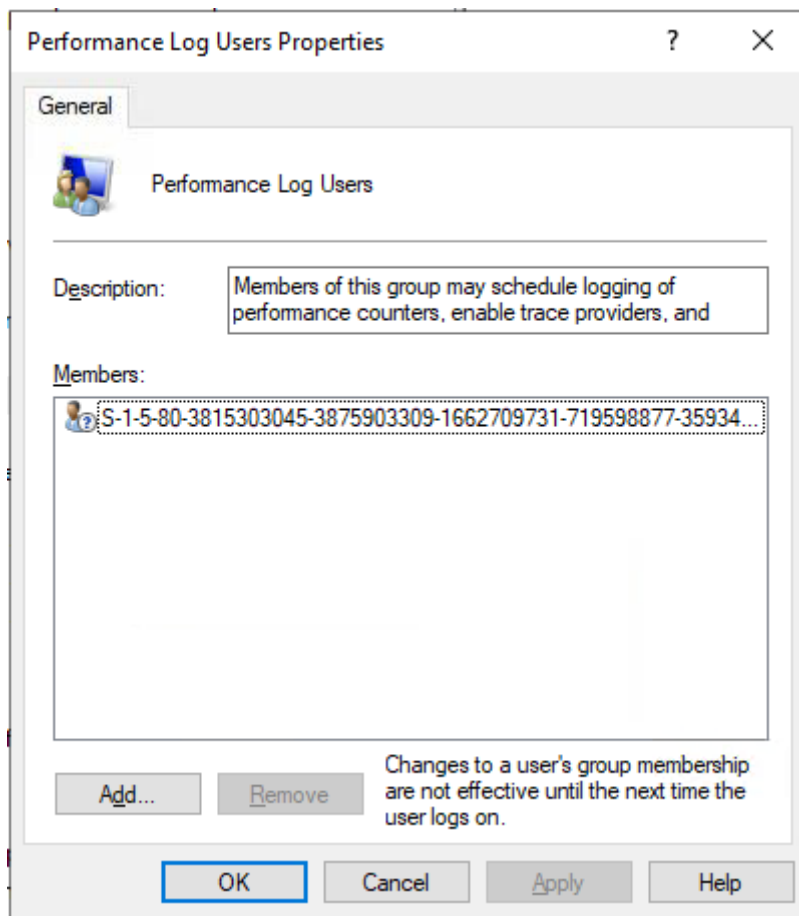 Performance Log Users Properties
?
General
Performance Log Users
Description:
Members of this group may schedule logging of
performance counters, enable trace providers, and
Members:
S-1-5-80-3815303045-3875903309-1662709731-719598877-35934...
Add...
Remove
Changes to a user's group membership
are not effective until the next time the
user logs on.
OK
Cancel
Apply
Help